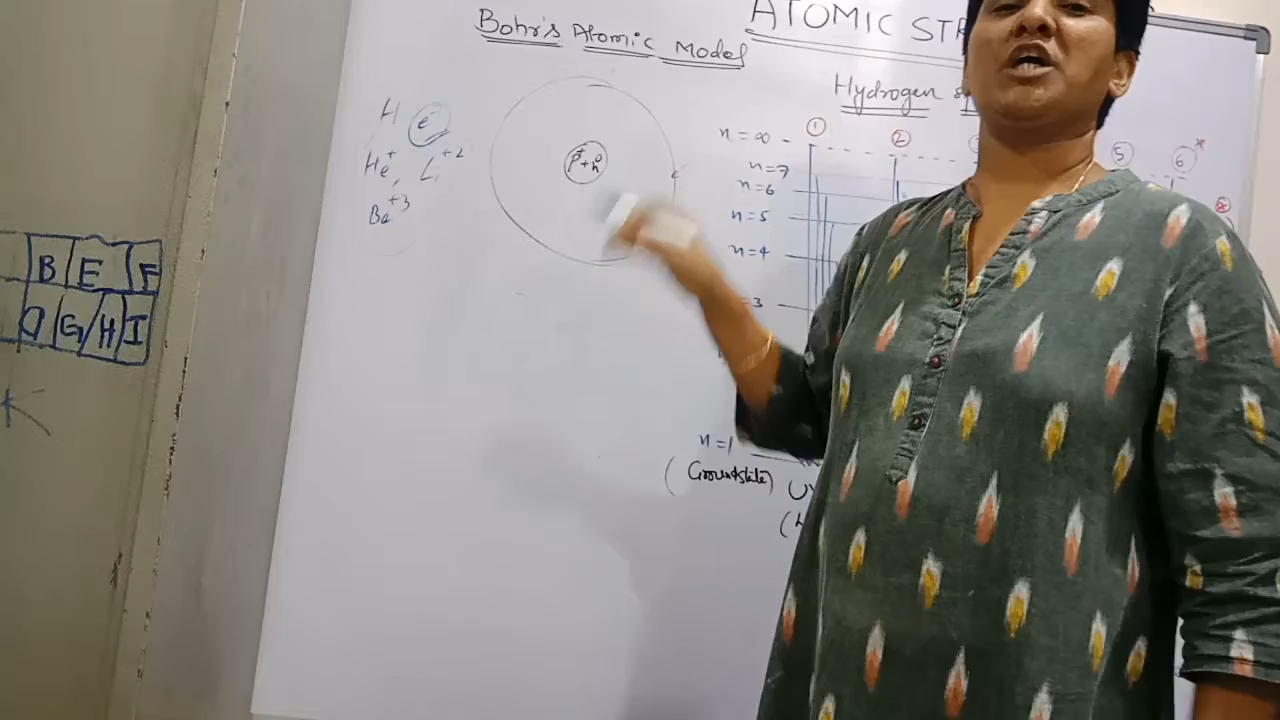 Bohr's Atomic Model
ATOMIC STR
Hydrogen
H e⁻
He⁺, Li⁺²
Be⁺³
p⁺+n⁰
n=∞
n=7
n=6
n=5
n=4
3
1
2
5
6
n=1
(Groundstate)
UV
B E F
G H I